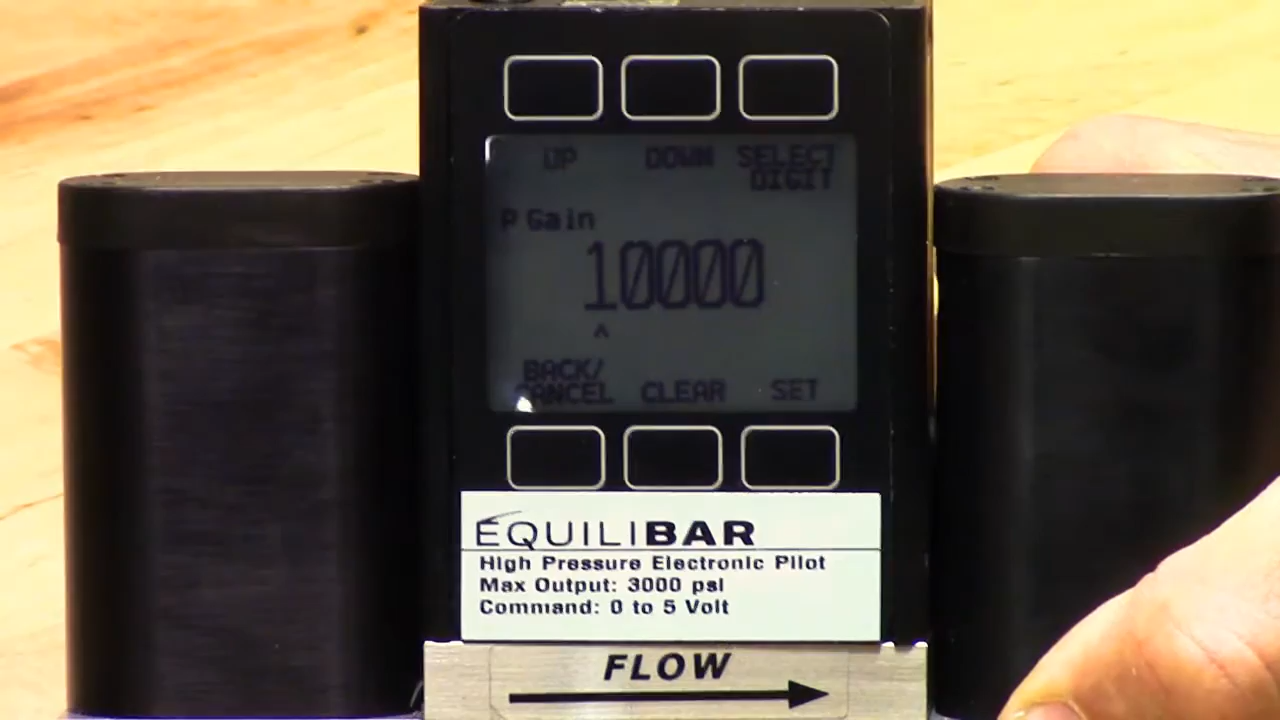 UP DOWN SELECT
DIGIT
P Gain
10000
^
BACK/
CANCEL CLEAR SET
EQUILIBAR
High Pressure Electronic Pilot
Max Output: 3000 psi
Command: 0 to 5 Volt
FLOW